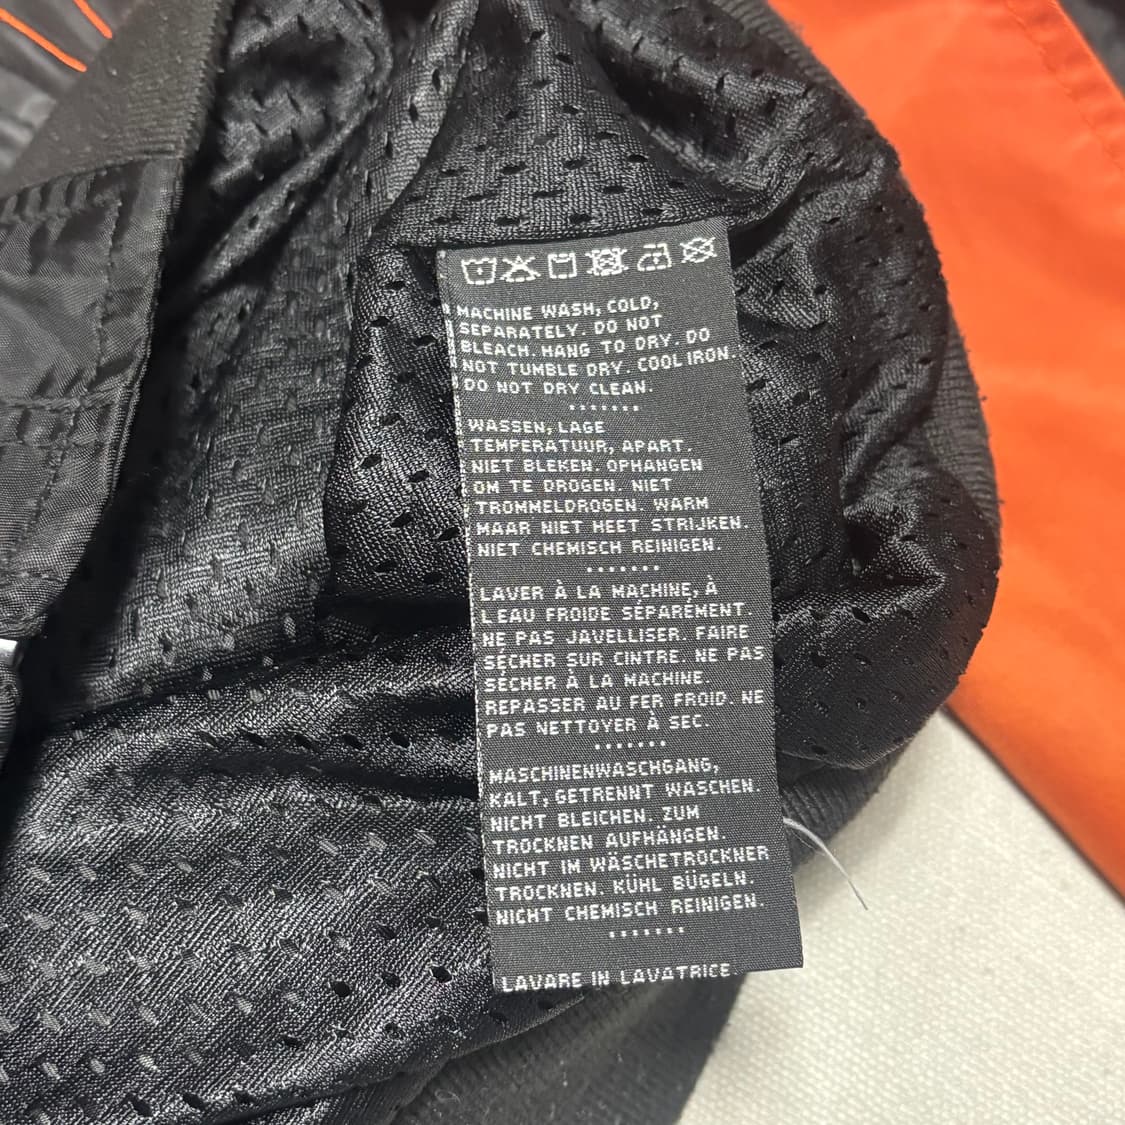 MACHINE WASH, COLD,
SEPARATELY. DO NOT
BLEACH. HANG TO DRY. DO
NOT TUMBLE DRY. COOL IRON.
DO NOT DRY CLEAN.
.......
WASSEN, LAGE
TEMPERATUUR, APART.
NIET BLEKEN. OPHANGEN
OM TE DROGEN. NIET
TROMMELDROGEN. WARM
MAAR NIET HEET STRIJKEN.
NIET CHEMISCH REINIGEN.
.......
LAVER À LA MACHINE, À
L'EAU FROIDE SÉPARÉMENT.
NE PAS JAVELLISER. FAIRE
SÉCHER SUR CINTRE. NE PAS
SÉCHER À LA MACHINE.
REPASSER AU FER FROID. NE
PAS NETTOYER À SEC.
.......
MASCHINENWASCHGANG,
KALT, GETRENNT WASCHEN.
NICHT BLEICHEN. ZUM
TROCKNEN AUFHÄNGEN.
NICHT IM WÄSCHETROCKNER
TROCKNEN. KÜHL BÜGELN.
NICHT CHEMISCH REINIGEN.
.......
LAVARE IN LAVATRICE.